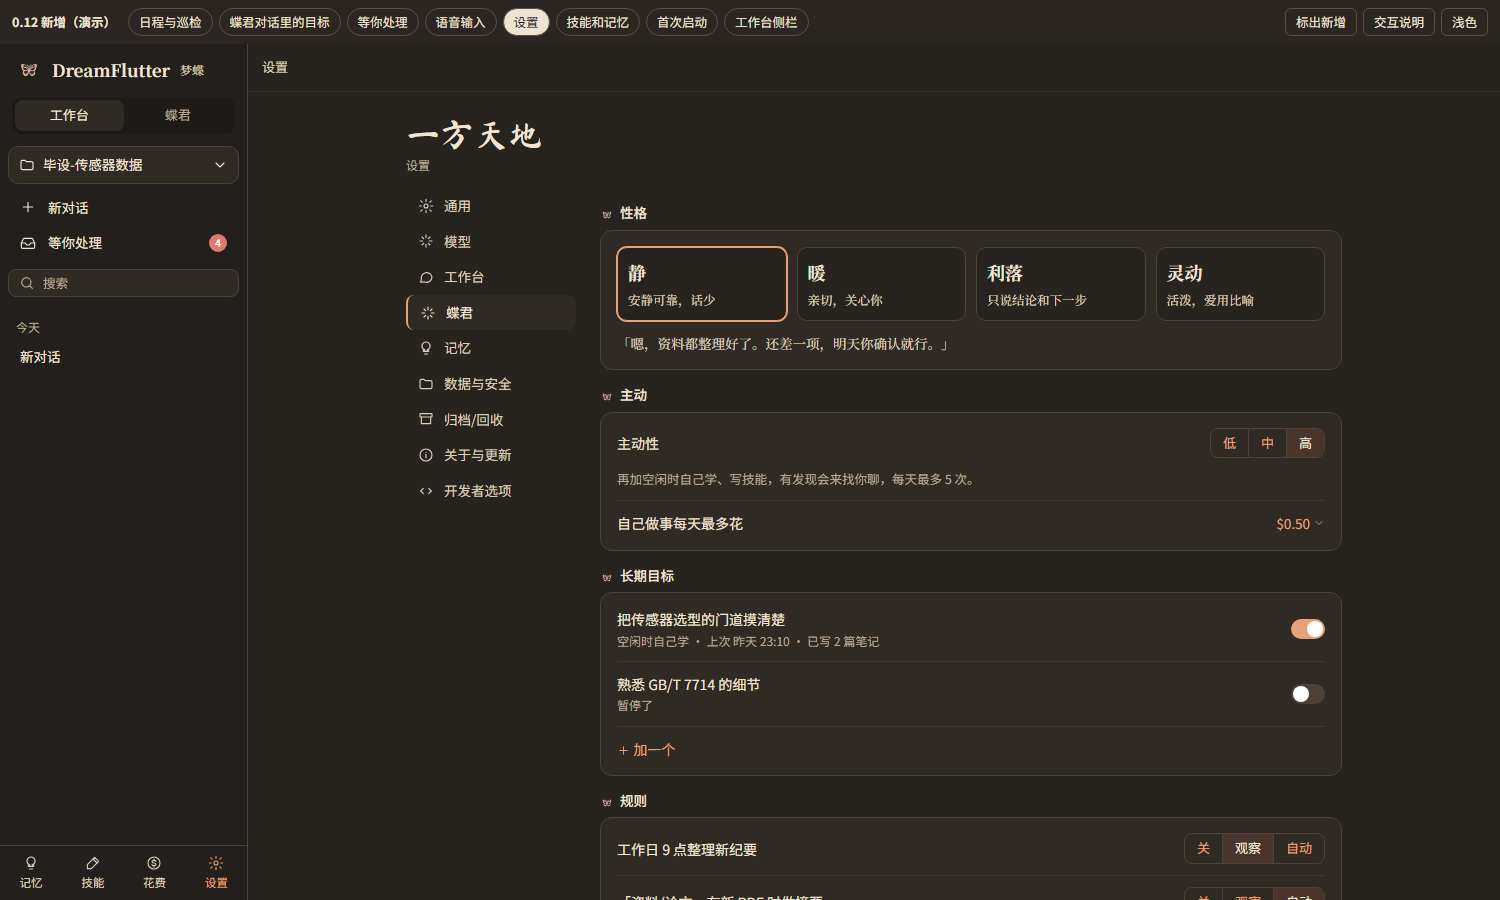 0.12 新增（演示）
日程与巡检
蝶君对话里的目标
等你处理
语音输入
设置
技能和记忆
首次启动
工作台侧栏
标出新增
交互说明
浅色
DreamFlutter 梦蝶
工作台
蝶君
毕设-传感器数据
新对话
等你处理
4
搜索
今天
新对话
记忆
技能
花费
设置
设置
一方天地
设置
通用
模型
工作台
蝶君
记忆
数据与安全
归档/回收
关于与更新
开发者选项
性格
静
安静可靠，话少
暖
亲切，关心你
利落
只说结论和下一步
灵动
活泼，爱用比喻
「嗯，资料都整理好了。还差一项，明天你确认就行。」
主动
主动性
低
中
高
再加空闲时自己学、写技能，有发现会来找你聊，每天最多 5 次。
自己做事每天最多花
$0.50
长期目标
把传感器选型的门道摸清楚
空闲时自己学 · 上次 昨天 23:10 · 已写 2 篇笔记
熟悉 GB/T 7714 的细节
暂停了
+ 加一个
规则
工作日 9 点整理新纪要
关
观察
自动